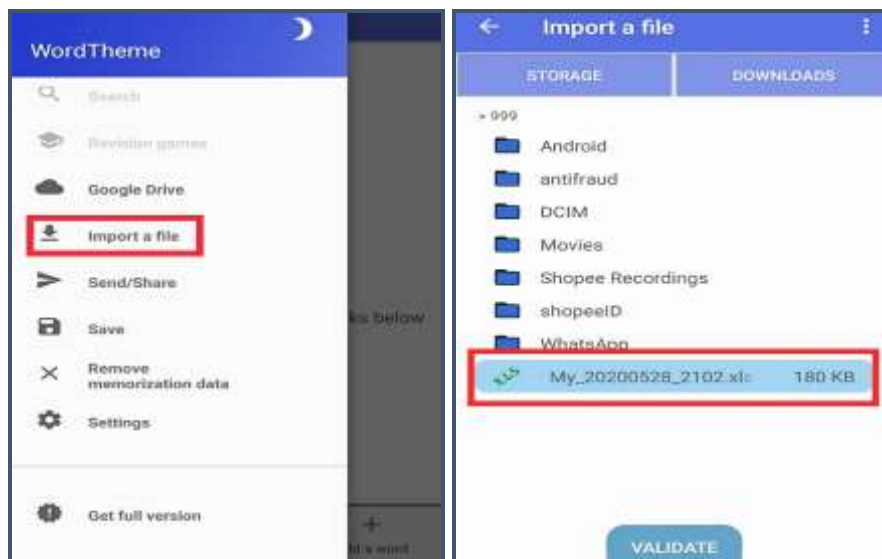 WordTheme
Search
Revision games
Google Drive
Import a file
Send/Share
Save
Remove
memorization data
Settings
Get full version
ks below
Import a file
STORAGE
DOWNLOADS
999
Android
antifraud
DCIM
Movies
Shopee Recordings
shopeeID
WhatsApp
My_20200528_2102.xls 180 KB
VALIDATE